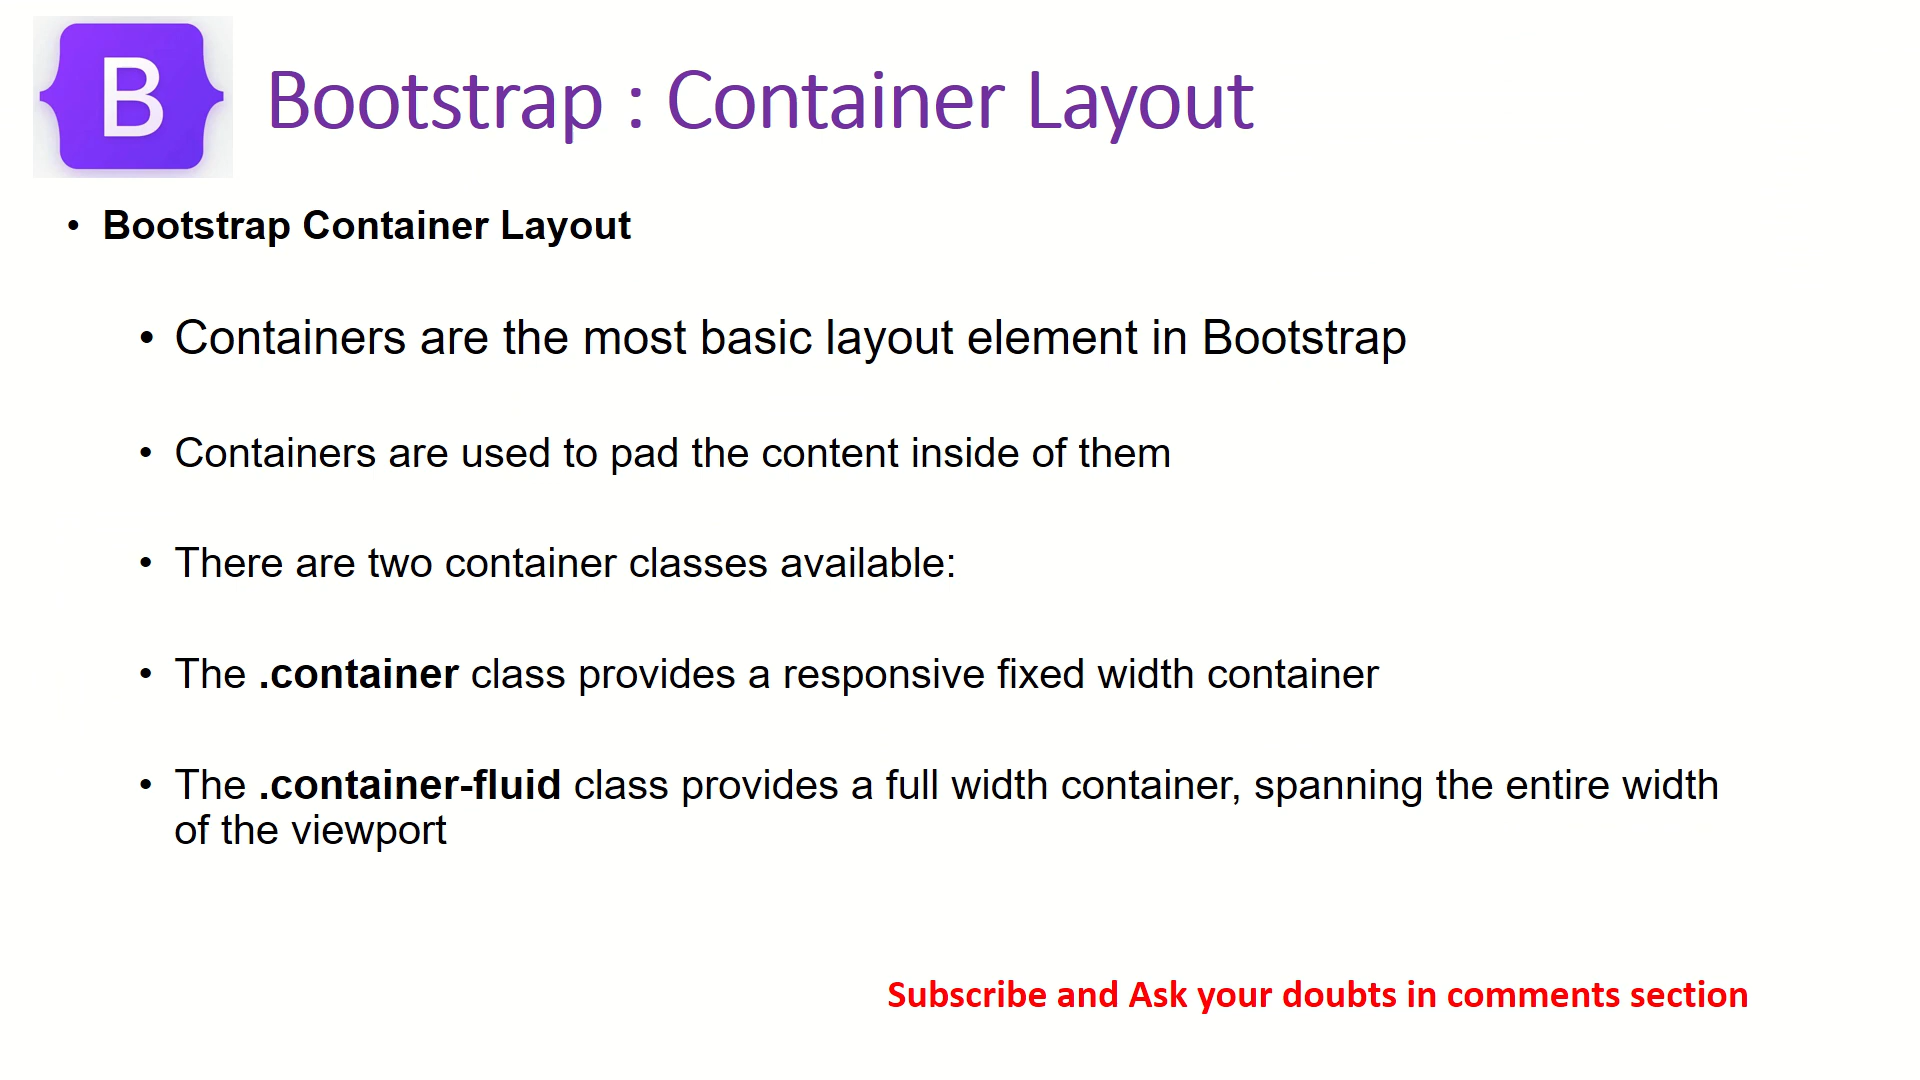 B
Bootstrap : Container Layout
• Bootstrap Container Layout
• Containers are the most basic layout element in Bootstrap
• Containers are used to pad the content inside of them
• There are two container classes available:
• The .container class provides a responsive fixed width container
• The .container-fluid class provides a full width container, spanning the entire width
of the viewport
Subscribe and Ask your doubts in comments section